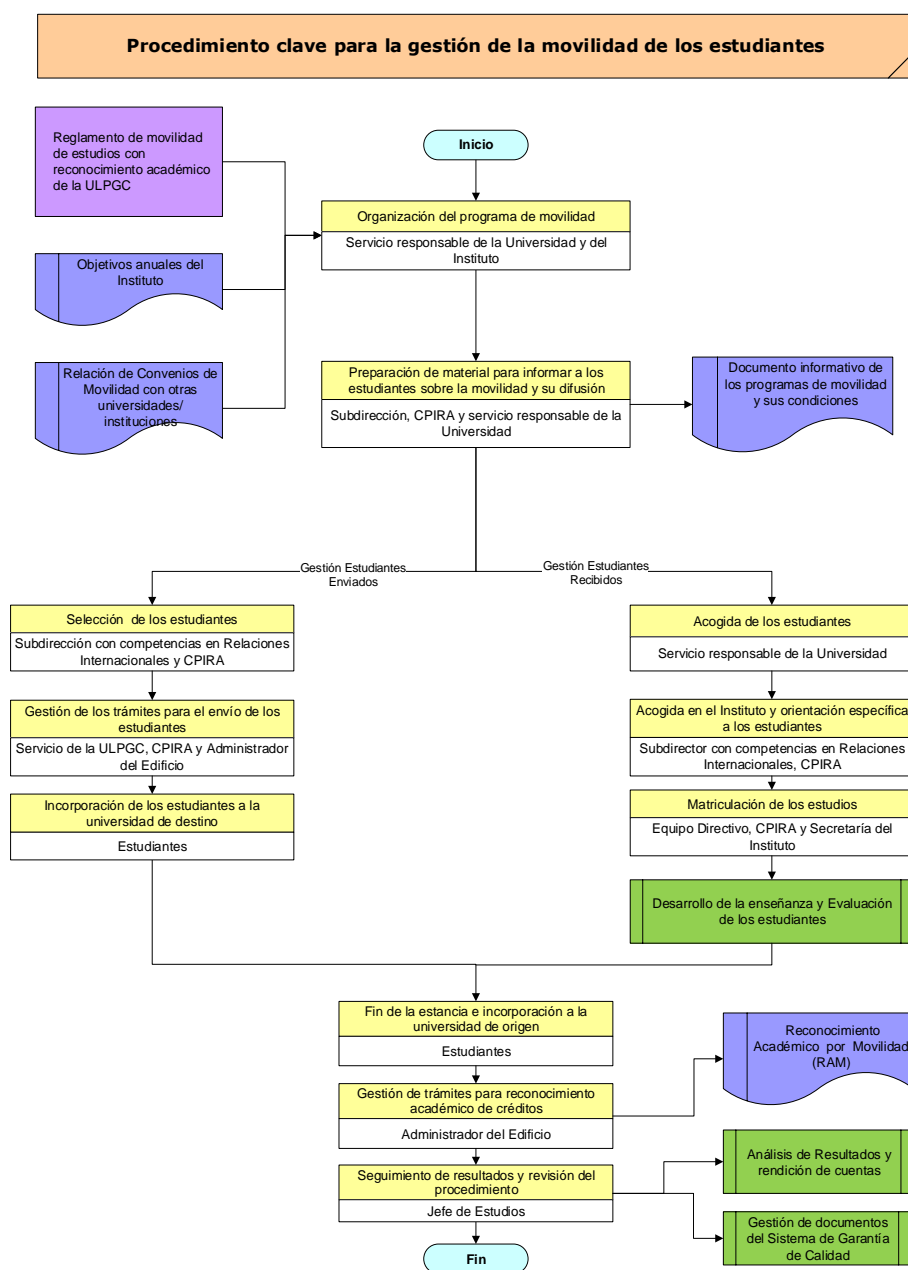 Procedimiento clave para la gestión de la movilidad de los estudiantes
Reglamento de movilidad
de estudios con
reconocimiento académico
de la ULPGC
Inicio
Organización del programa de movilidad
Servicio responsable de la Universidad y del
Instituto
Objetivos anuales del
Instituto
Relación de Convenios de
Movilidad con otras
universidades/
instituciones
Preparación de material para informar a los
estudiantes sobre la movilidad y su difusión
Subdirección, CPIRA y servicio responsable de la
Universidad
Documento informativo de
los programas de movilidad
y sus condiciones
Gestión Estudiantes
Enviados
Gestión Estudiantes
Recibidos
Selección de los estudiantes
Subdirección con competencias en Relaciones
Internacionales y CPIRA
Gestión de los trámites para el envío de los
estudiantes
Servicio de la ULPGC, CPIRA y Administrador
del Edificio
Incorporación de los estudiantes a la
universidad de destino
Estudiantes
Acogida de los estudiantes
Servicio responsable de la Universidad
Acogida en el Instituto y orientación específica
a los estudiantes
Subdirector con competencias en Relaciones
Internacionales, CPIRA
Matriculación de los estudios
Equipo Directivo, CPIRA y Secretaría del
Instituto
Desarrollo de la enseñanza y Evaluación
de los estudiantes
Fin de la estancia e incorporación a la
universidad de origen
Estudiantes
Gestión de trámites para reconocimiento
académico de créditos
Administrador del Edificio
Reconocimiento
Académico por Movilidad
(RAM)
Seguimiento de resultados y revisión del
procedimiento
Jefe de Estudios
Análisis de Resultados y
rendición de cuentas
Gestión de documentos
del Sistema de Garantía
de Calidad
Fin